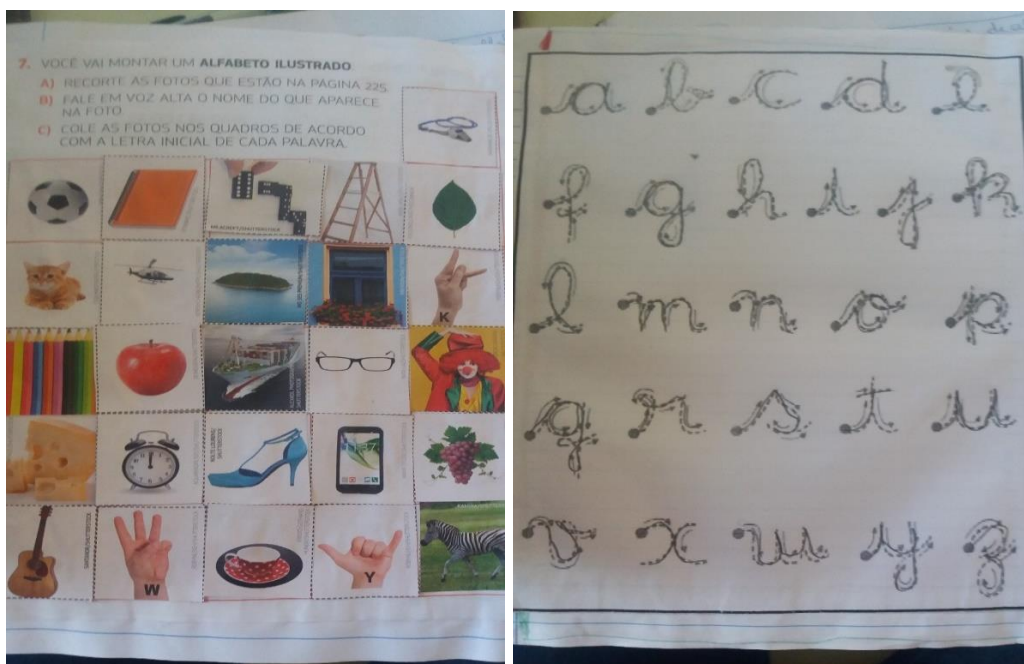 7. VOCÊ VAI MONTAR UM ALFABETO ILUSTRADO.
A) RECORTE AS FOTOS QUE ESTÃO NA PÁGINA 225.
B) FALE EM VOZ ALTA O NOME DO QUE APARECE
NA FOTO.
C) COLE AS FOTOS NOS QUADROS DE ACORDO
COM A LETRA INICIAL DE CADA PALAVRA.
K
W
Y
a b c d e
f g h i j k
l m n o p
q r s t u
v x w y z